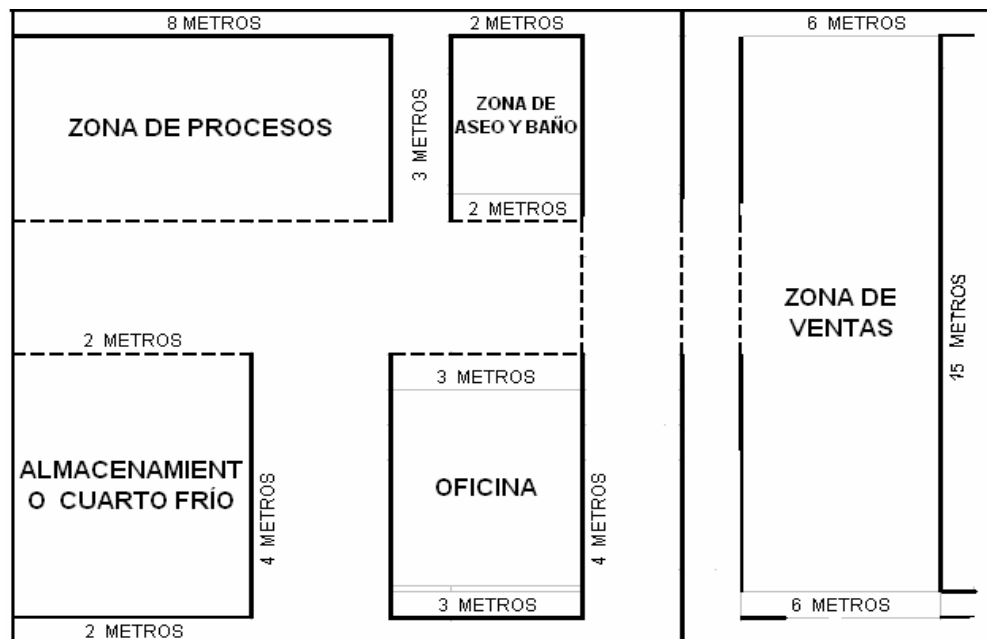 8 METROS
2 METROS
6 METROS
ZONA DE PROCESOS
3 METROS
ZONA DE
ASEO Y BAÑO
2 METROS
ZONA DE
VENTAS
15 METROS
2 METROS
3 METROS
ALMACENAMIENT
O CUARTO FRÍO
4 METROS
OFICINA
4 METROS
3 METROS
6 METROS
2 METROS